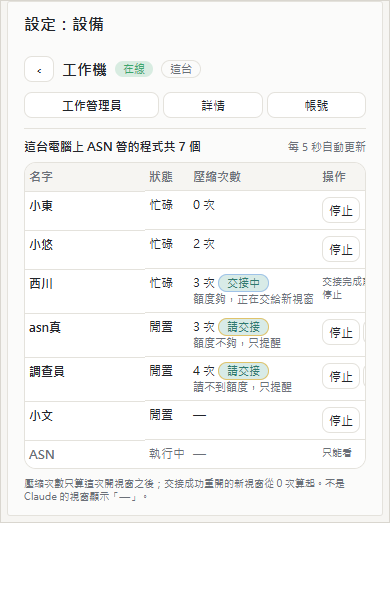 設定：設備
‹ 工作機 在線 這台
工作管理員 詳情 帳號
這台電腦上 ASN 管的程式共 7 個 每 5 秒自動更新
名字 狀態 壓縮次數 操作
小東 忙碌 0 次 停止
小悠 忙碌 2 次 停止
西川 忙碌 3 次 交接中 交接完成
額度夠，正在交給新視窗 停止
asn真 閒置 3 次 請交接 停止
額度不夠，只提醒
調查員 閒置 4 次 請交接 停止
讀不到額度，只提醒
小文 閒置 — 停止
ASN 執行中 — 只能看
壓縮次數只算這次開視窗之後；交接成功重開的新視窗從 0 次算起。不是
Claude 的視窗顯示「—」。